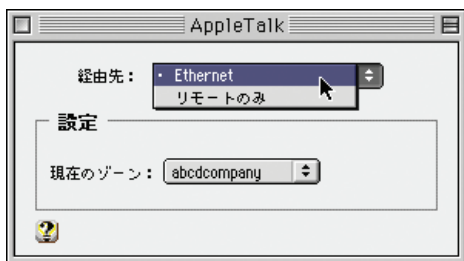 AppleTalk
経由先： • Ethernet
リモートのみ
設定
現在のゾーン： abcdcompany